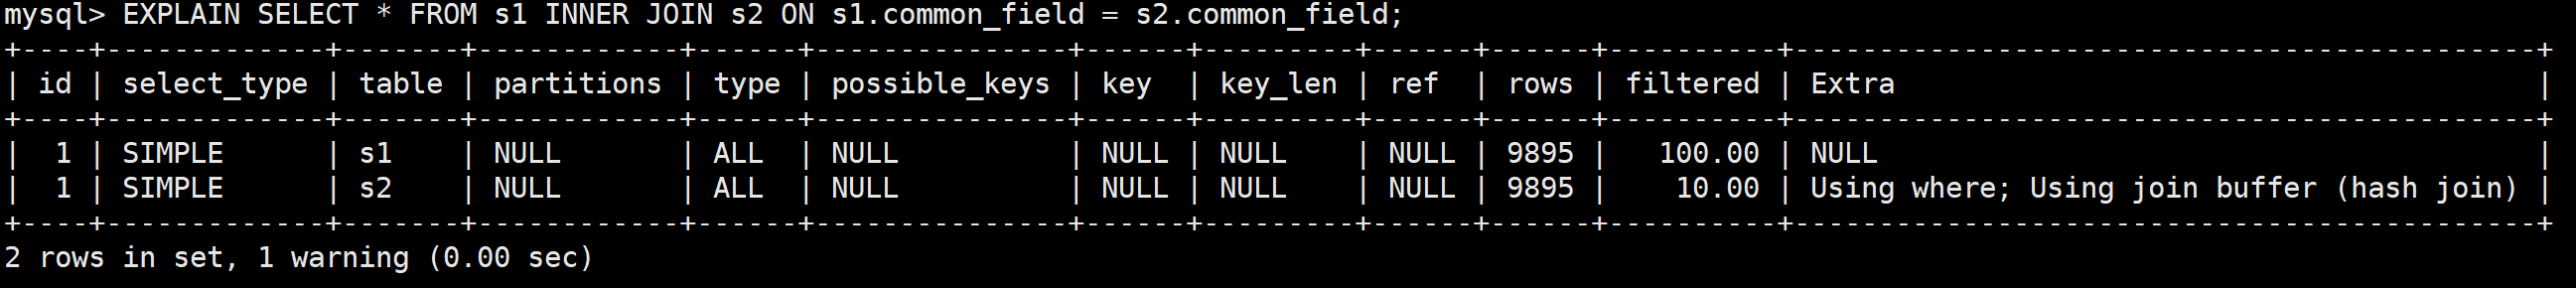 mysql> EXPLAIN SELECT * FROM s1 INNER JOIN s2 ON s1.common_field = s2.common_field;
+----+-------------+-------+------------+------+---------------+------+---------+------+------+----------+--------------------------------------------+
| id | select_type | table | partitions | type | possible_keys | key  | key_len | ref  | rows | filtered | Extra                                      |
+----+-------------+-------+------------+------+---------------+------+---------+------+------+----------+--------------------------------------------+
|  1 | SIMPLE      | s1    | NULL       | ALL  | NULL          | NULL | NULL    | NULL | 9895 |   100.00 | NULL                                       |
|  1 | SIMPLE      | s2    | NULL       | ALL  | NULL          | NULL | NULL    | NULL | 9895 |    10.00 | Using where; Using join buffer (hash join) |
+----+-------------+-------+------------+------+---------------+------+---------+------+------+----------+--------------------------------------------+
2 rows in set, 1 warning (0.00 sec)